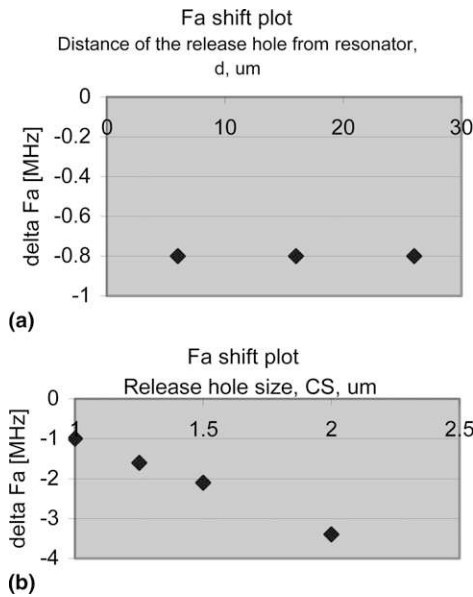 Fa shift plot
Distance of the release hole from resonator,
d, um
0
0 10 20 30
-0.2
-0.4
-0.6
-0.8
-1
delta Fa [MHz]
(a)
Fa shift plot
Release hole size, CS, um
0
1 1.5 2 2.5
-1
-2
-3
-4
delta Fa [MHz]
(b)